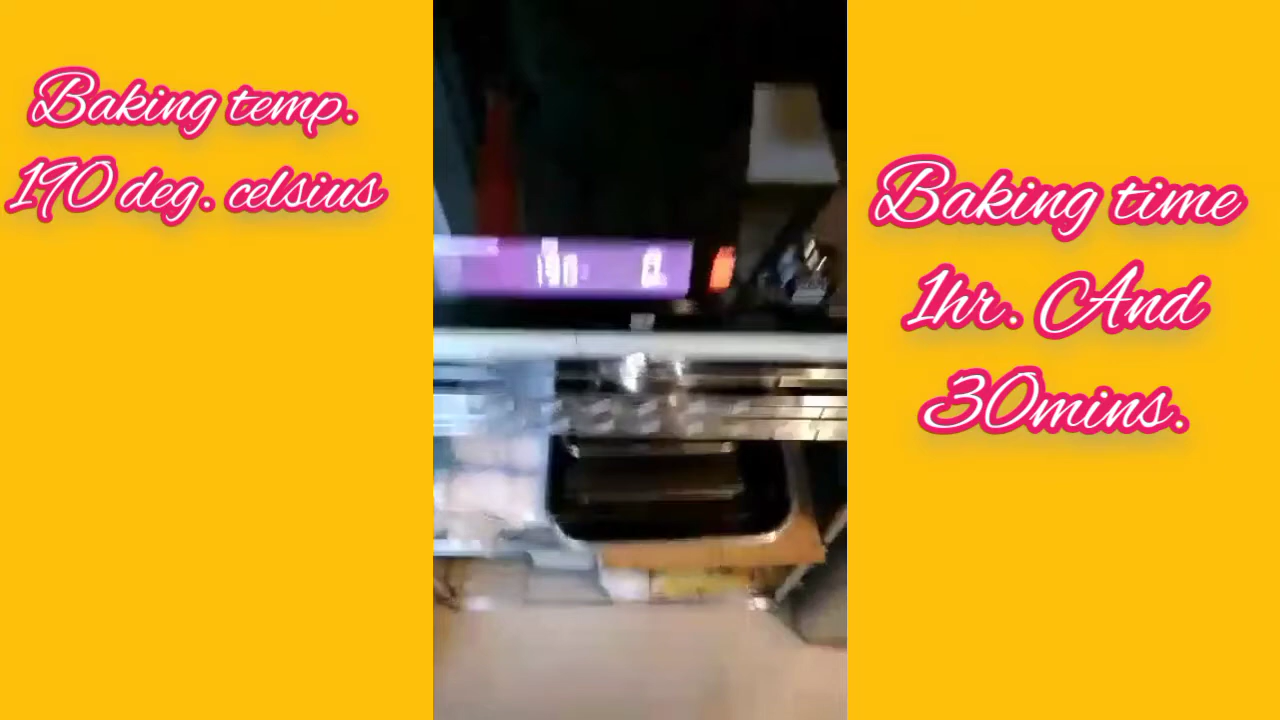 Baking temp.
190 deg. celsius
Baking time
1hr. And
30mins.
190